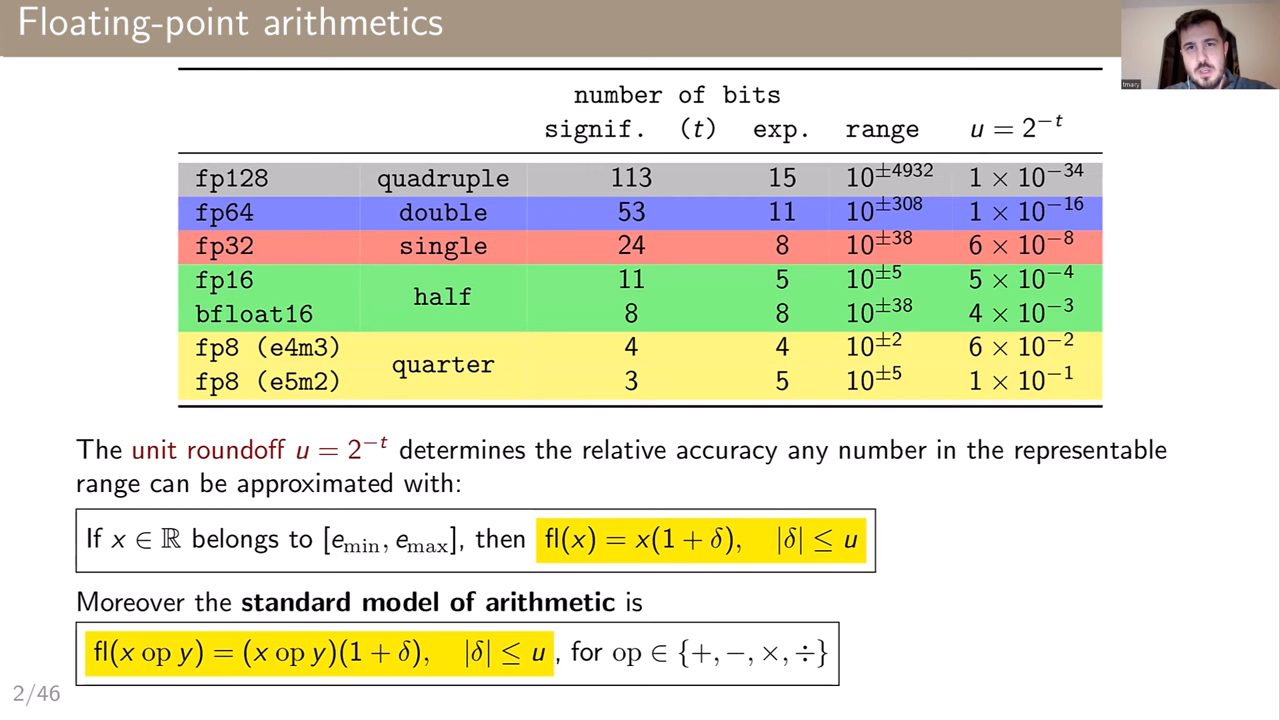 Floating-point arithmetics
tmary
number of bits
signif. (t) exp. range u = 2⁻ᵗ
fp128 quadruple 113 15 10^±4932 1 × 10^−34
fp64 double 53 11 10^±308 1 × 10^−16
fp32 single 24 8 10^±38 6 × 10^−8
fp16 half 11 5 10^±5 5 × 10^−4
bfloat16 8 8 10^±38 4 × 10^−3
fp8 (e4m3) quarter 4 4 10^±2 6 × 10^−2
fp8 (e5m2) 3 5 10^±5 1 × 10^−1
The unit roundoff u = 2⁻ᵗ determines the relative accuracy any number in the representable
range can be approximated with:
If x ∈ ℝ belongs to [e_min, e_max], then fl(x) = x(1 + δ), |δ| ≤ u
Moreover the standard model of arithmetic is
fl(x op y) = (x op y)(1 + δ), |δ| ≤ u, for op ∈ {+, −, ×, ÷}
2/46